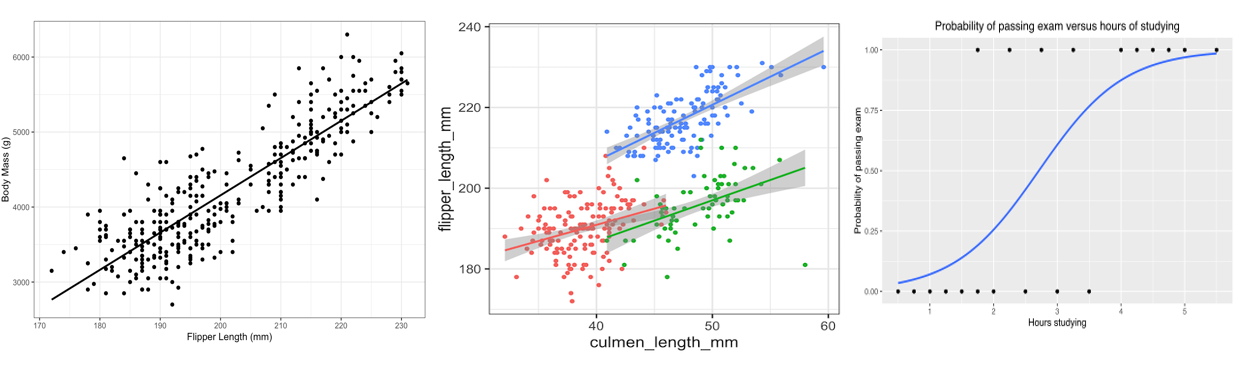 Body Mass (g)
6000
5000
4000
3000
170 180 190 200 210 220 230
Flipper Length (mm)
flipper_length_mm
240
220
200
180
40 50 60
culmen_length_mm
Probability of passing exam versus hours of studying
Probability of passing exam
1.00
0.75
0.50
0.25
0.00
1 2 3 4 5
Hours studying